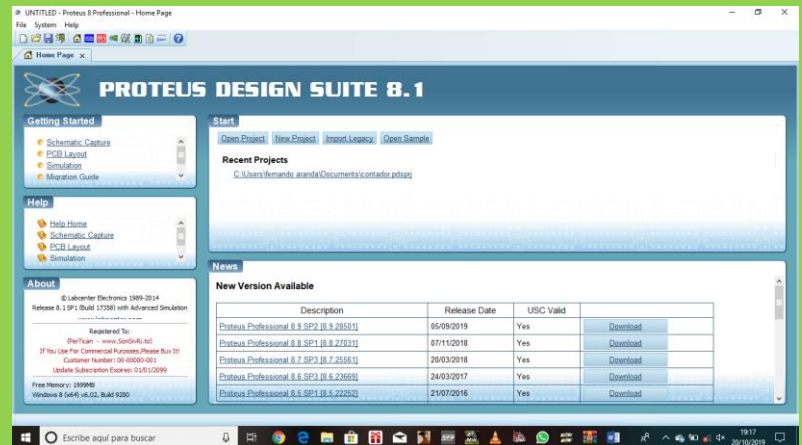 UNTITLED - Proteus 8 Professional - Home Page
File System Help
Home Page x
PROTEUS DESIGN SUITE 8.1
Getting Started
Schematic Capture
PCB Layout
Simulation
Migration Guide
Help
Help Home
Schematic Capture
PCB Layout
Simulation
About
© Labcenter Electronics 1989-2014
Release 8.1 SP1 (Build 17358) with Advanced Simulation
Registered To:
(PerTican - www.SonSivRi.to)
If You Use For Commercial Purposes,Please Buy It!
Customer Number: 00-00000-001
Update Subscription Expires: 01/01/2099
Free Memory: 1999MB
Windows 8 (x64) v6.02, Build 9200
Start
Open Project New Project Import Legacy Open Sample
Recent Projects
C:\Users\fernando aranda\Documents\contador.pdsprj
News
New Version Available
Description Release Date USC Valid
Proteus Professional 8.9 SP2 [8.9.28501] 05/09/2019 Yes Download
Proteus Professional 8.8 SP1 [8.8.27031] 07/11/2018 Yes Download
Proteus Professional 8.7 SP3 [8.7.25561] 20/03/2018 Yes Download
Proteus Professional 8.6 SP3 [8.6.23669] 24/03/2017 Yes Download
Proteus Professional 8.5 SP1 [8.5.22252] 21/07/2016 Yes Download
Escribe aquí para buscar
19:17
20/10/2019